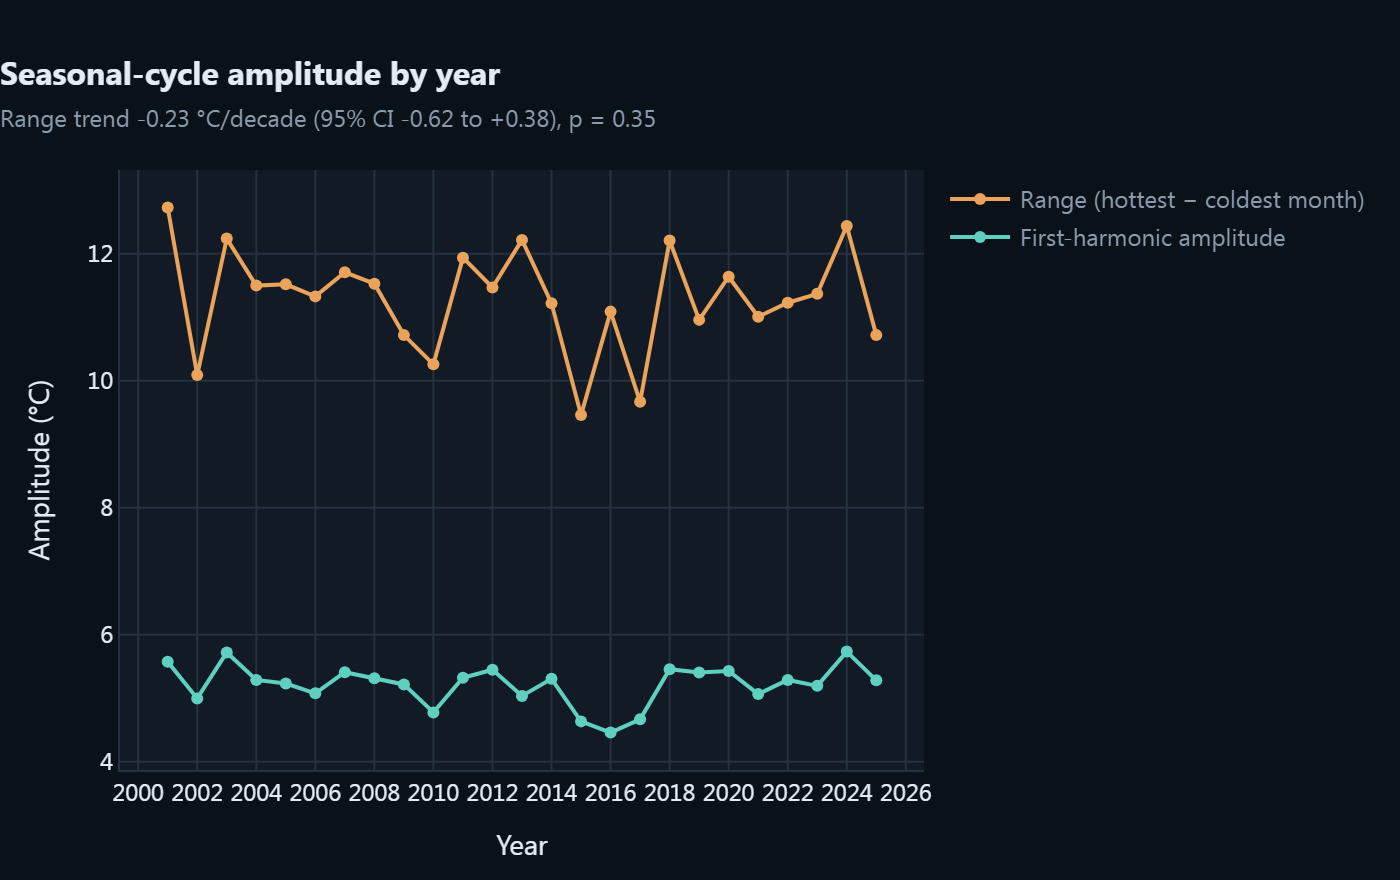 Seasonal-cycle amplitude by year
Range trend -0.23 °C/decade (95% CI -0.62 to +0.38), p = 0.35
Range (hottest − coldest month)
First-harmonic amplitude
Amplitude (°C)
12
10
8
6
4
2000 2002 2004 2006 2008 2010 2012 2014 2016 2018 2020 2022 2024 2026
Year